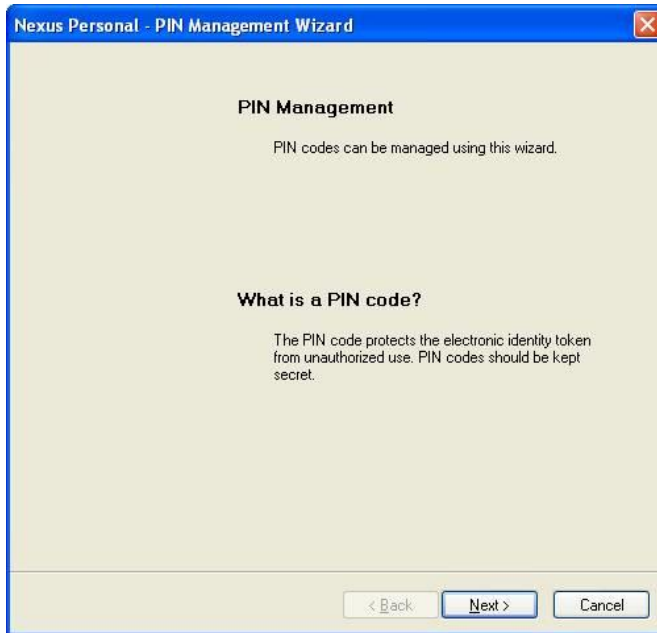 Nexus Personal - PIN Management Wizard
PIN Management
PIN codes can be managed using this wizard.
What is a PIN code?
The PIN code protects the electronic identity token
from unauthorized use. PIN codes should be kept
secret.
< Back Next > Cancel